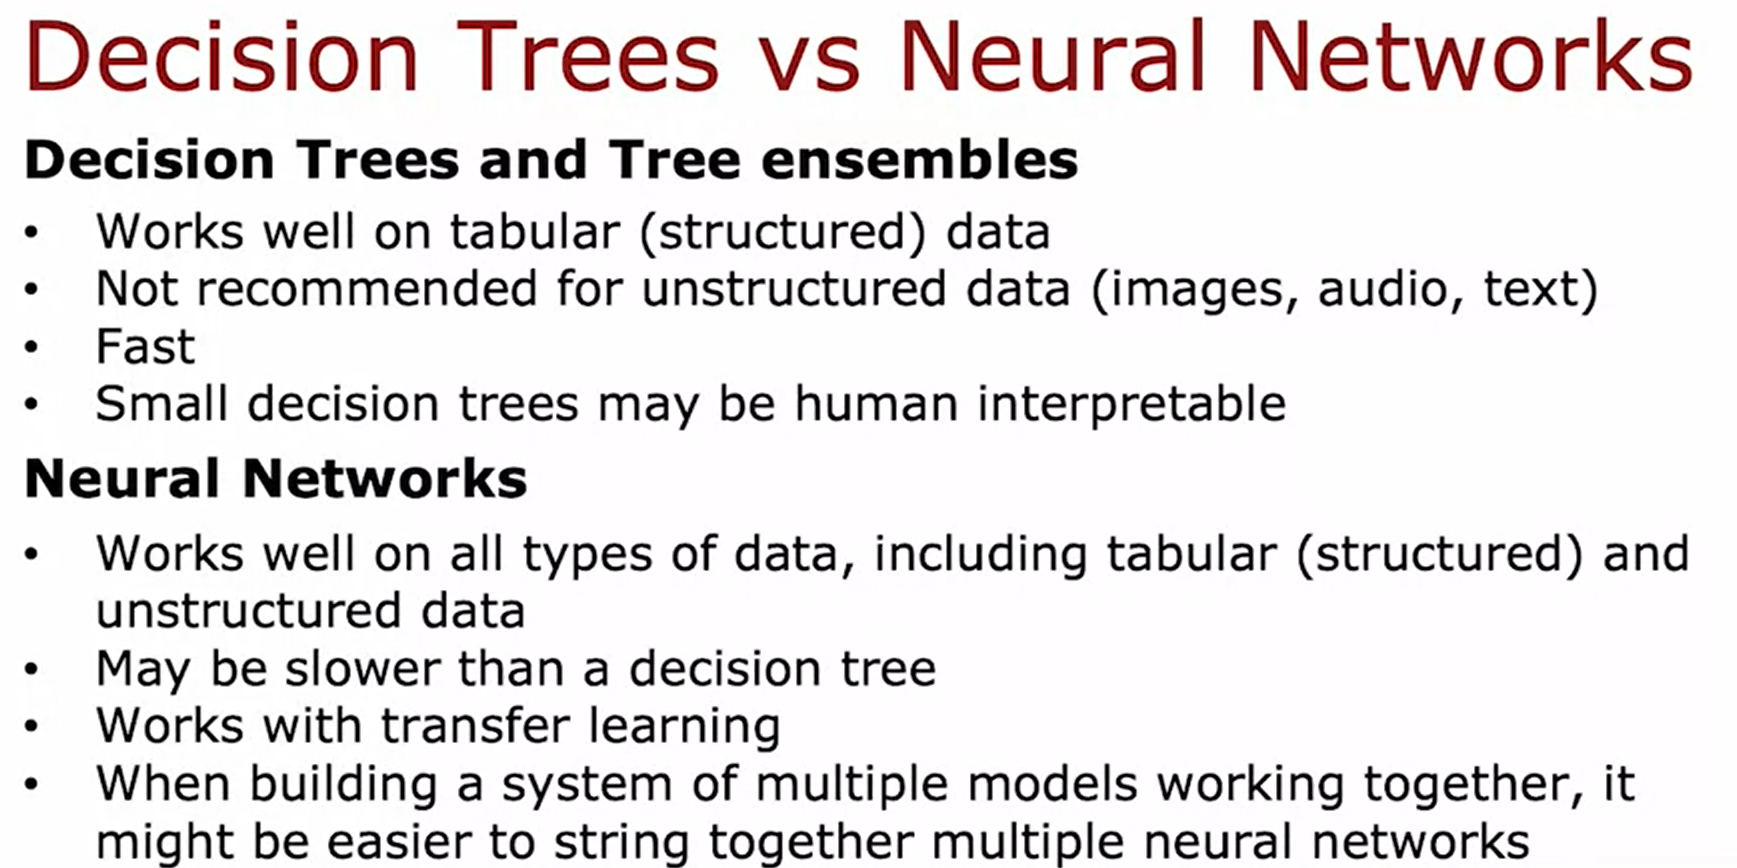 Decision Trees vs Neural Networks
Decision Trees and Tree ensembles
• Works well on tabular (structured) data
• Not recommended for unstructured data (images, audio, text)
• Fast
• Small decision trees may be human interpretable
Neural Networks
• Works well on all types of data, including tabular (structured) and
unstructured data
• May be slower than a decision tree
• Works with transfer learning
• When building a system of multiple models working together, it
might be easier to string together multiple neural networks